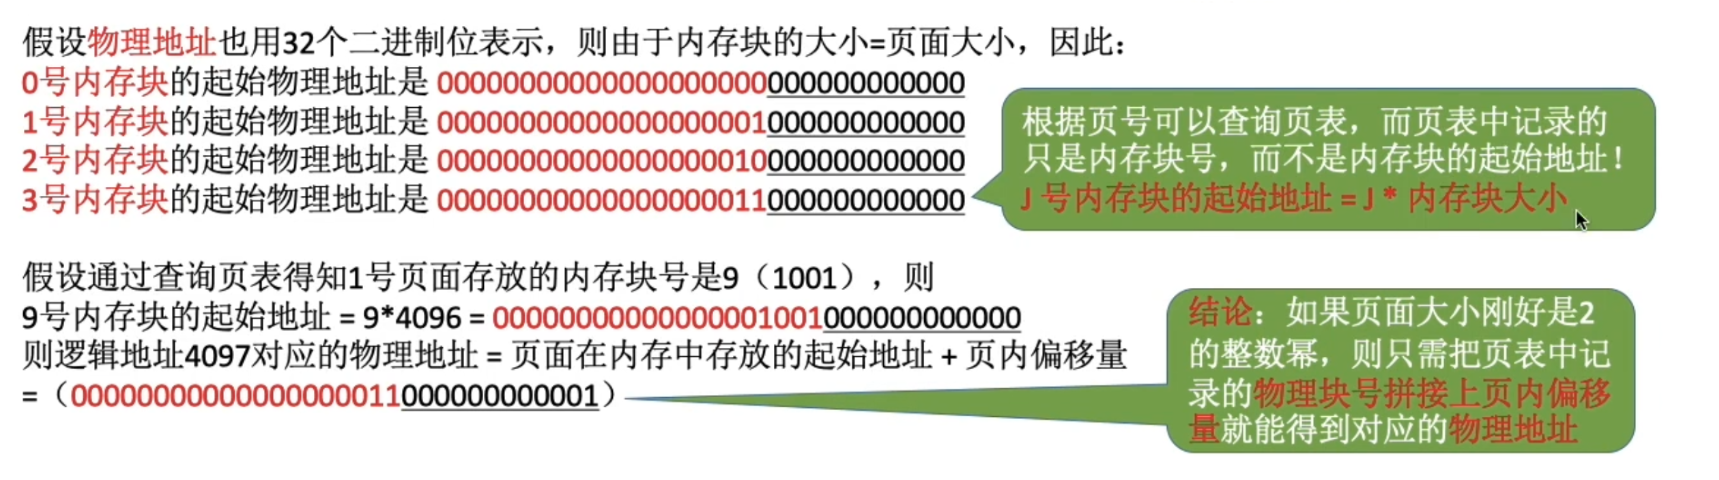 假设物理地址也用32个二进制位表示，则由于内存块的大小=页面大小，因此：
0号内存块的起始物理地址是 00000000000000000000000000000000
1号内存块的起始物理地址是 00000000000000000001000000000000
2号内存块的起始物理地址是 00000000000000000010000000000000
3号内存块的起始物理地址是 00000000000000000011000000000000
根据页号可以查询页表，而页表中记录的
只是内存块号，而不是内存块的起始地址！
J 号内存块的起始地址 = J * 内存块大小
假设通过查询页表得知1号页面存放的内存块号是9（1001），则
9号内存块的起始地址 = 9*4096 = 00000000000000001001000000000000
则逻辑地址4097对应的物理地址 = 页面在内存中存放的起始地址 + 页内偏移量
=（00000000000000000011000000000001）
结论：如果页面大小刚好是2
的整数幂，则只需把页表中记
录的物理块号拼接上页内偏移
量就能得到对应的物理地址